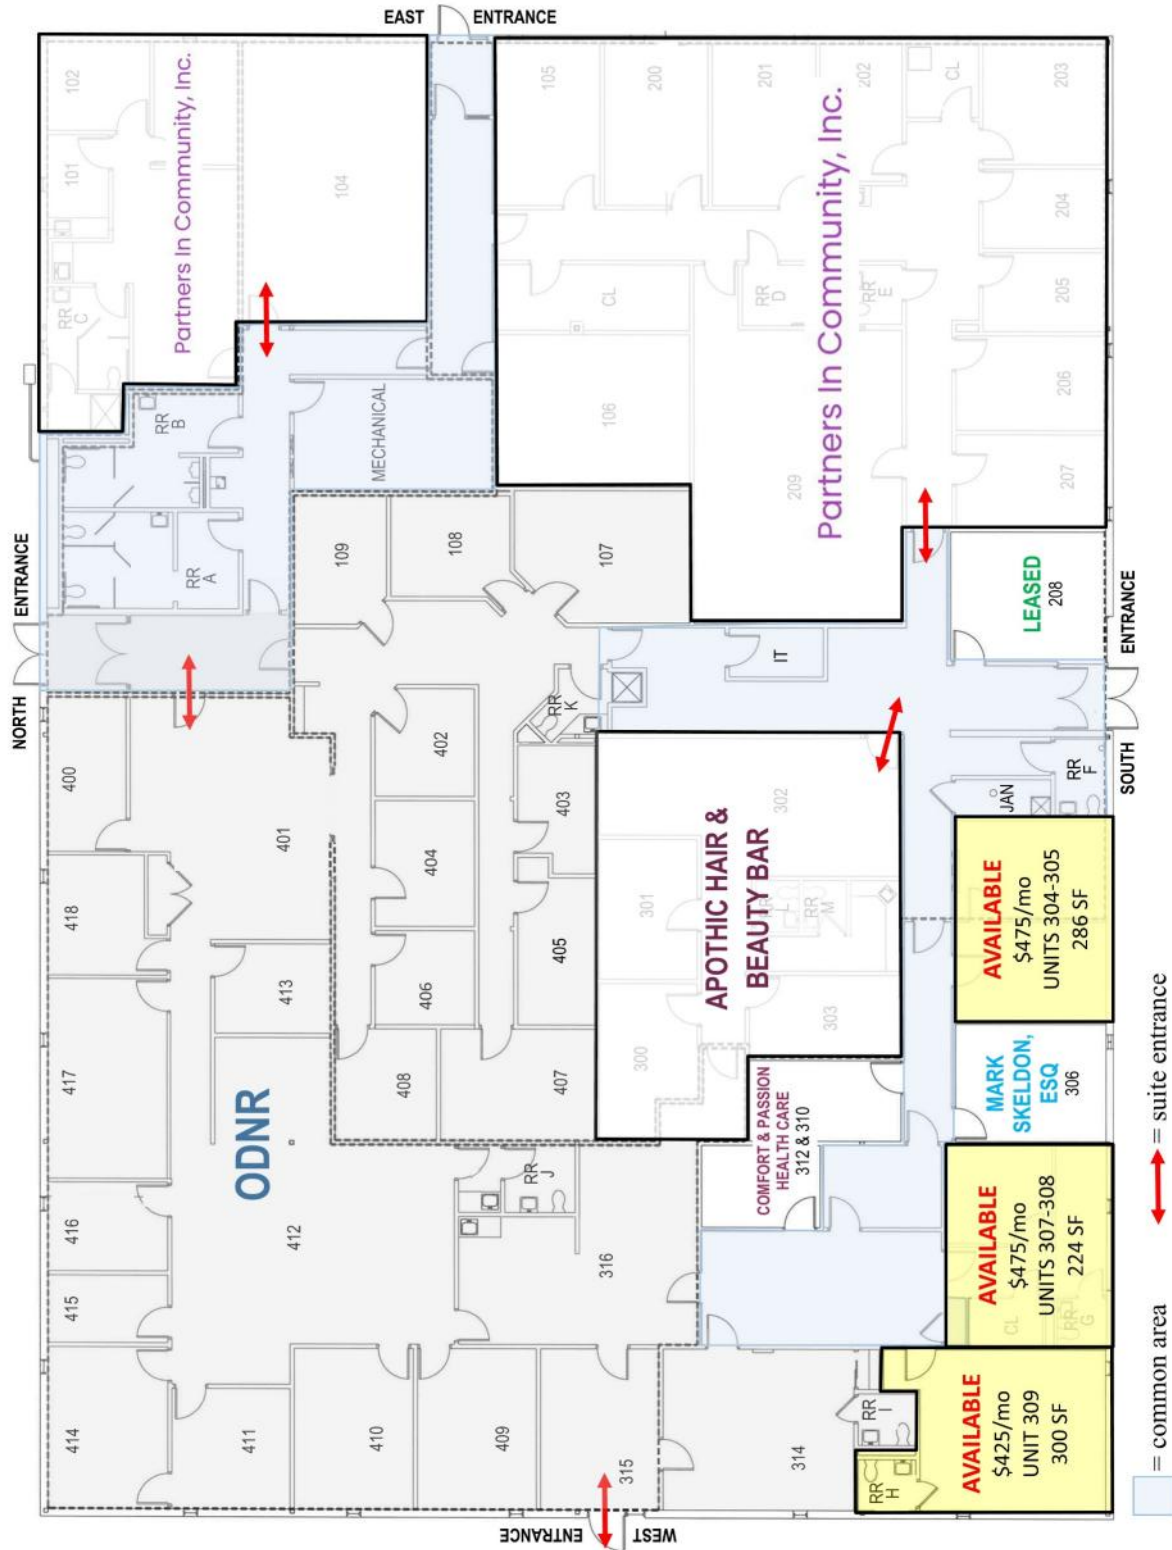 EAST
ENTRANCE
102
101
RR
C
Partners In Community, Inc.
104
105
200
201
202
CL
203
204
205
206
207
CL
RR
D
RR
E
106
209
Partners In Community, Inc.
NORTH
ENTRANCE
RR
B
RR
A
MECHANICAL
109
108
107
IT
LEASED
208
SOUTH
ENTRANCE
400
401
402
403
404
405
406
407
408
RR
K
418
417
416
415
414
413
412
411
410
409
ODNR
RR
J
316
315
314
WEST
ENTRANCE
APOTHIC HAIR &
BEAUTY BAR
300
301
302
303
RR
L
RR
M
COMFORT & PASSION
HEALTH CARE
312 & 310
JAN
RR
F
AVAILABLE
$475/mo
UNITS 304-305
286 SF
MARK
SKELDON,
ESQ
306
AVAILABLE
$475/mo
UNITS 307-308
224 SF
CL
RR
G
AVAILABLE
$425/mo
UNIT 309
300 SF
RR
H
RR
I
= common area
= suite entrance